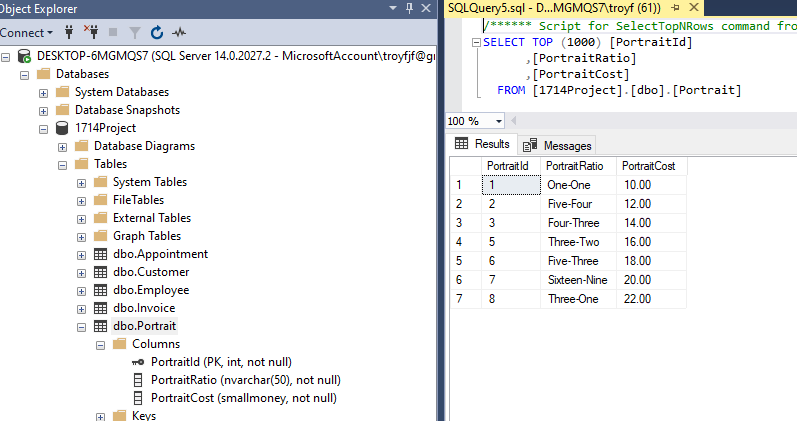 Object Explorer
Connect
DESKTOP-6MGMQS7 (SQL Server 14.0.2027.2 - MicrosoftAccount\troyfjf@g
Databases
System Databases
Database Snapshots
1714Project
Database Diagrams
Tables
System Tables
FileTables
External Tables
Graph Tables
dbo.Appointment
dbo.Customer
dbo.Employee
dbo.Invoice
dbo.Portrait
Columns
PortraitId (PK, int, not null)
PortraitRatio (nvarchar(50), not null)
PortraitCost (smallmoney, not null)
Keys
SQLQuery5.sql - D...MGMQS7\troyf (61))
/****** Script for SelectTopNRows command fro
SELECT TOP (1000) [PortraitId]
,[PortraitRatio]
,[PortraitCost]
FROM [1714Project].[dbo].[Portrait]
100 %
Results Messages
PortraitId PortraitRatio PortraitCost
1 1 One-One 10.00
2 2 Five-Four 12.00
3 3 Four-Three 14.00
4 5 Three-Two 16.00
5 6 Five-Three 18.00
6 7 Sixteen-Nine 20.00
7 8 Three-One 22.00